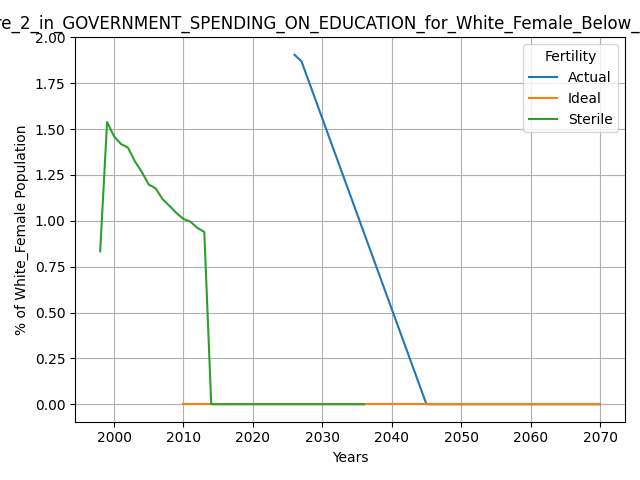 re_2_in_GOVERNMENT_SPENDING_ON_EDUCATION_for_White_Female_Below_
2.00
1.75
1.50
1.25
1.00
0.75
0.50
0.25
0.00
% of White_Female Population
Fertility
Actual
Ideal
Sterile
2000 2010 2020 2030 2040 2050 2060 2070
Years